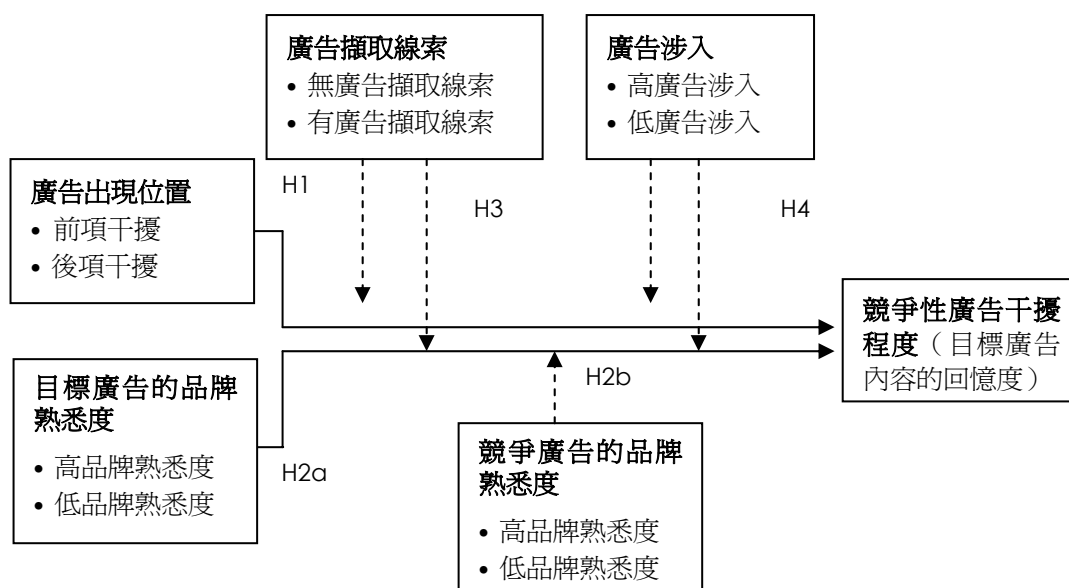 廣告擷取線索
• 無廣告擷取線索
• 有廣告擷取線索
廣告涉入
• 高廣告涉入
• 低廣告涉入
H1
廣告出現位置
• 前項干擾
• 後項干擾
H3
H4
競爭性廣告干擾
程度（目標廣告
內容的回憶度）
目標廣告的品牌
熟悉度
• 高品牌熟悉度
• 低品牌熟悉度
H2a
H2b
競爭廣告的品牌
熟悉度
• 高品牌熟悉度
• 低品牌熟悉度